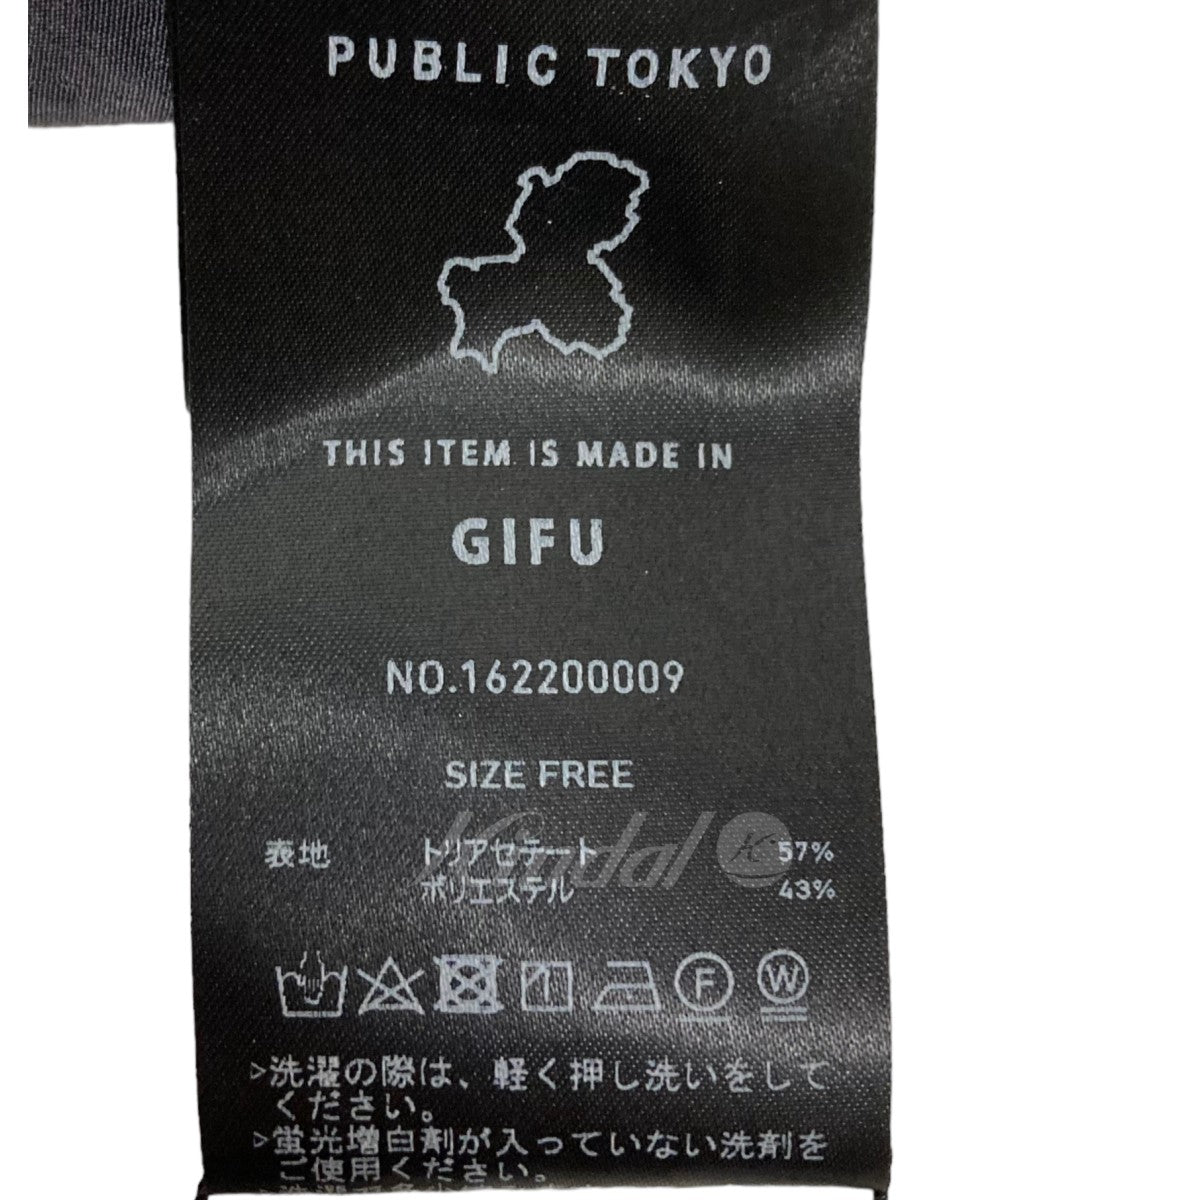 PUBLIC TOKYO
THIS ITEM IS MADE IN
GIFU
NO.162200009
SIZE FREE
Kindal
表地 トリアセテート 57%
ポリエステル 43%
F W
▷洗濯の際は、軽く押し洗いをして
ください。
▷蛍光増白剤が入っていない洗剤を
ご使用ください。